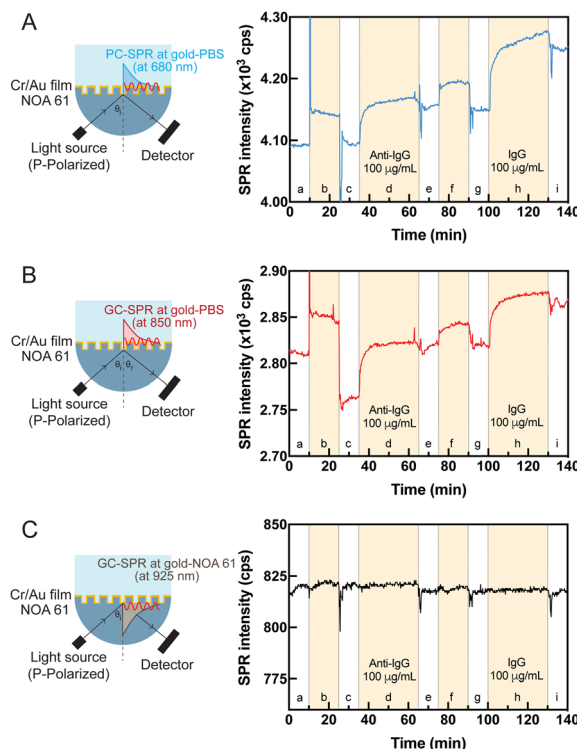 A
PC-SPR at gold-PBS
(at 680 nm)
Cr/Au film
NOA 61
θi
Light source
(P-Polarized)
Detector
SPR intensity (x10³ cps)
4.30
4.20
4.10
4.00
Anti-IgG
100 µg/mL
IgG
100 µg/mL
a b c d e f g h i
0 20 40 60 80 100 120 140
Time (min)
B
GC-SPR at gold-PBS
(at 850 nm)
Cr/Au film
NOA 61
θi θr
Light source
(P-Polarized)
Detector
SPR intensity (x10³ cps)
2.90
2.85
2.80
2.75
2.70
Anti-IgG
100 µg/mL
IgG
100 µg/mL
a b c d e f g h i
0 20 40 60 80 100 120 140
Time (min)
C
GC-SPR at gold-NOA 61
(at 925 nm)
Cr/Au film
NOA 61
θi
Light source
(P-Polarized)
Detector
SPR intensity (cps)
850
825
800
775
760
Anti-IgG
100 µg/mL
IgG
100 µg/mL
a b c d e f g h i
0 20 40 60 80 100 120 140
Time (min)